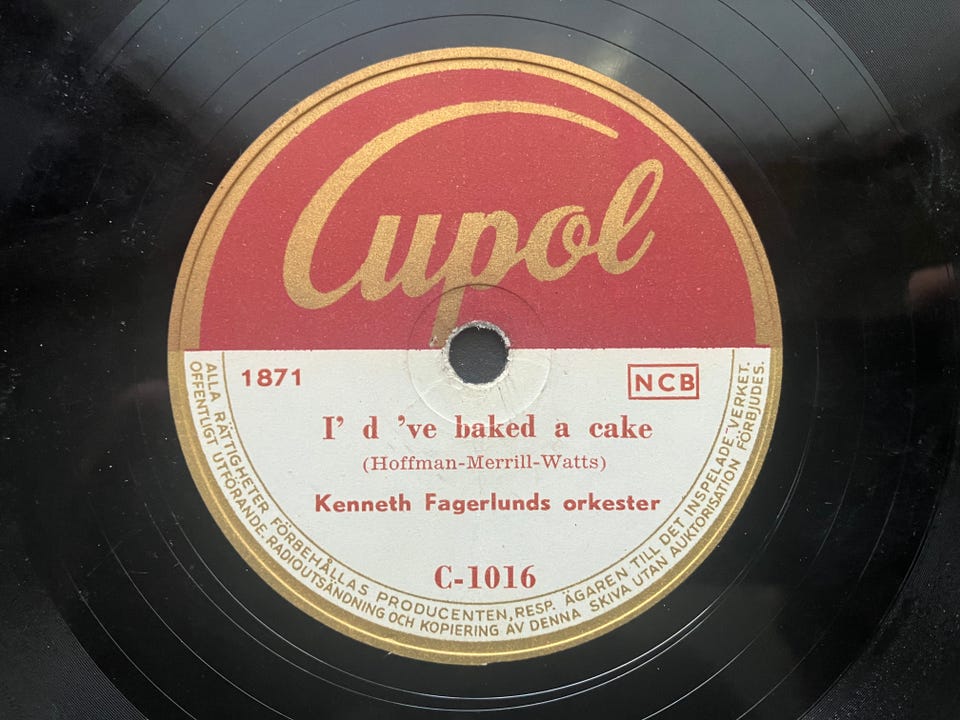 Cupol
1871
NCB
I' d 've baked a cake
(Hoffman-Merrill-Watts)
Kenneth Fagerlunds orkester
C-1016
ALLA RÄTTIGHETER FÖRBEHÅLLAS PRODUCENTEN, RESP. ÄGAREN TILL DET INSPELADE VERKET.
OFFENTLIGT UTFÖRANDE. RADIOUTSÄNDNING OCH KOPIERING AV DENNA SKIVA UTAN AUKTORISATION FÖRBJUDES.